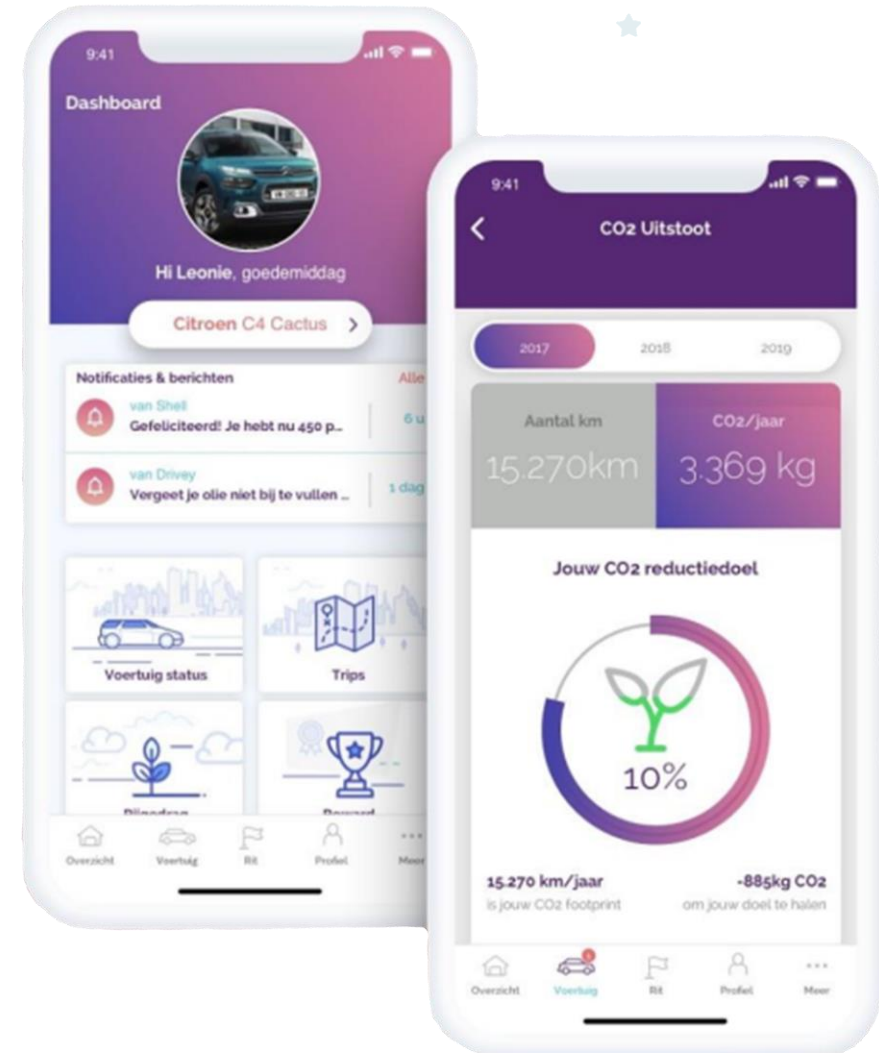 9:41
Dashboard
Hi Leonie, goedemiddag
Citroen C4 Cactus
Notificaties & berichten
Alle
van Shell
Gefeliciteerd! Je hebt nu 450 p...
6 u
van Drivey
Vergeet je olie niet bij te vullen ...
1 dag
Voertuig status
Trips
Overzicht
Voertuig
Rit
Profiel
Meer
9:41
CO2 Uitstoot
2017
2018
2019
Aantal km
CO2/jaar
15.270km
3.369 kg
Jouw CO2 reductiedoel
10%
15.270 km/jaar
-885kg CO2
is jouw CO2 footprint
om jouw doel te halen
Overzicht
Voertuig
Rit
Profiel
Meer